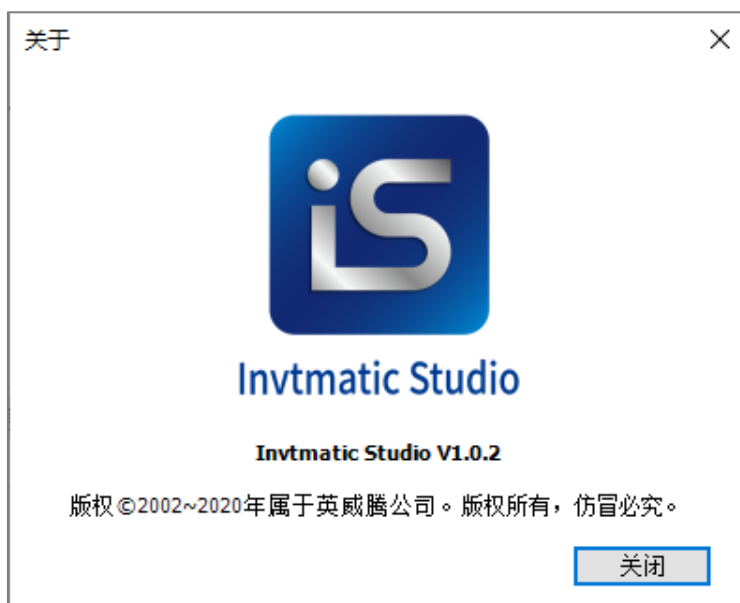 关于
iS
Invtmatic Studio
Invtmatic Studio V1.0.2
版权©2002~2020年属于英威腾公司。版权所有，仿冒必究。
关闭